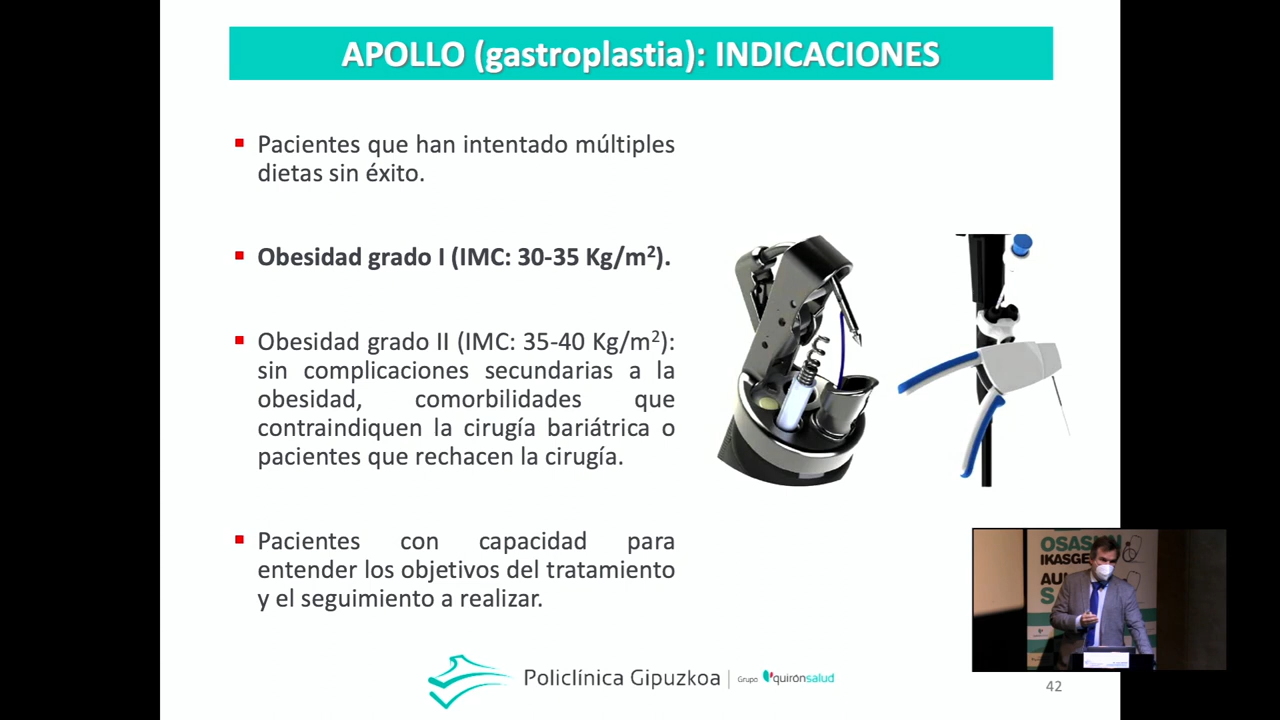 APOLLO (gastroplastia): INDICACIONES
Pacientes que han intentado múltiples
dietas sin éxito.
Obesidad grado I (IMC: 30-35 Kg/m²).
Obesidad grado II (IMC: 35-40 Kg/m²):
sin complicaciones secundarias a la
obesidad, comorbilidades que
contraindiquen la cirugía bariátrica o
pacientes que rechacen la cirugía.
Pacientes con capacidad para
entender los objetivos del tratamiento
y el seguimiento a realizar.
Policlínica Gipuzkoa
Grupo quirónsalud
42